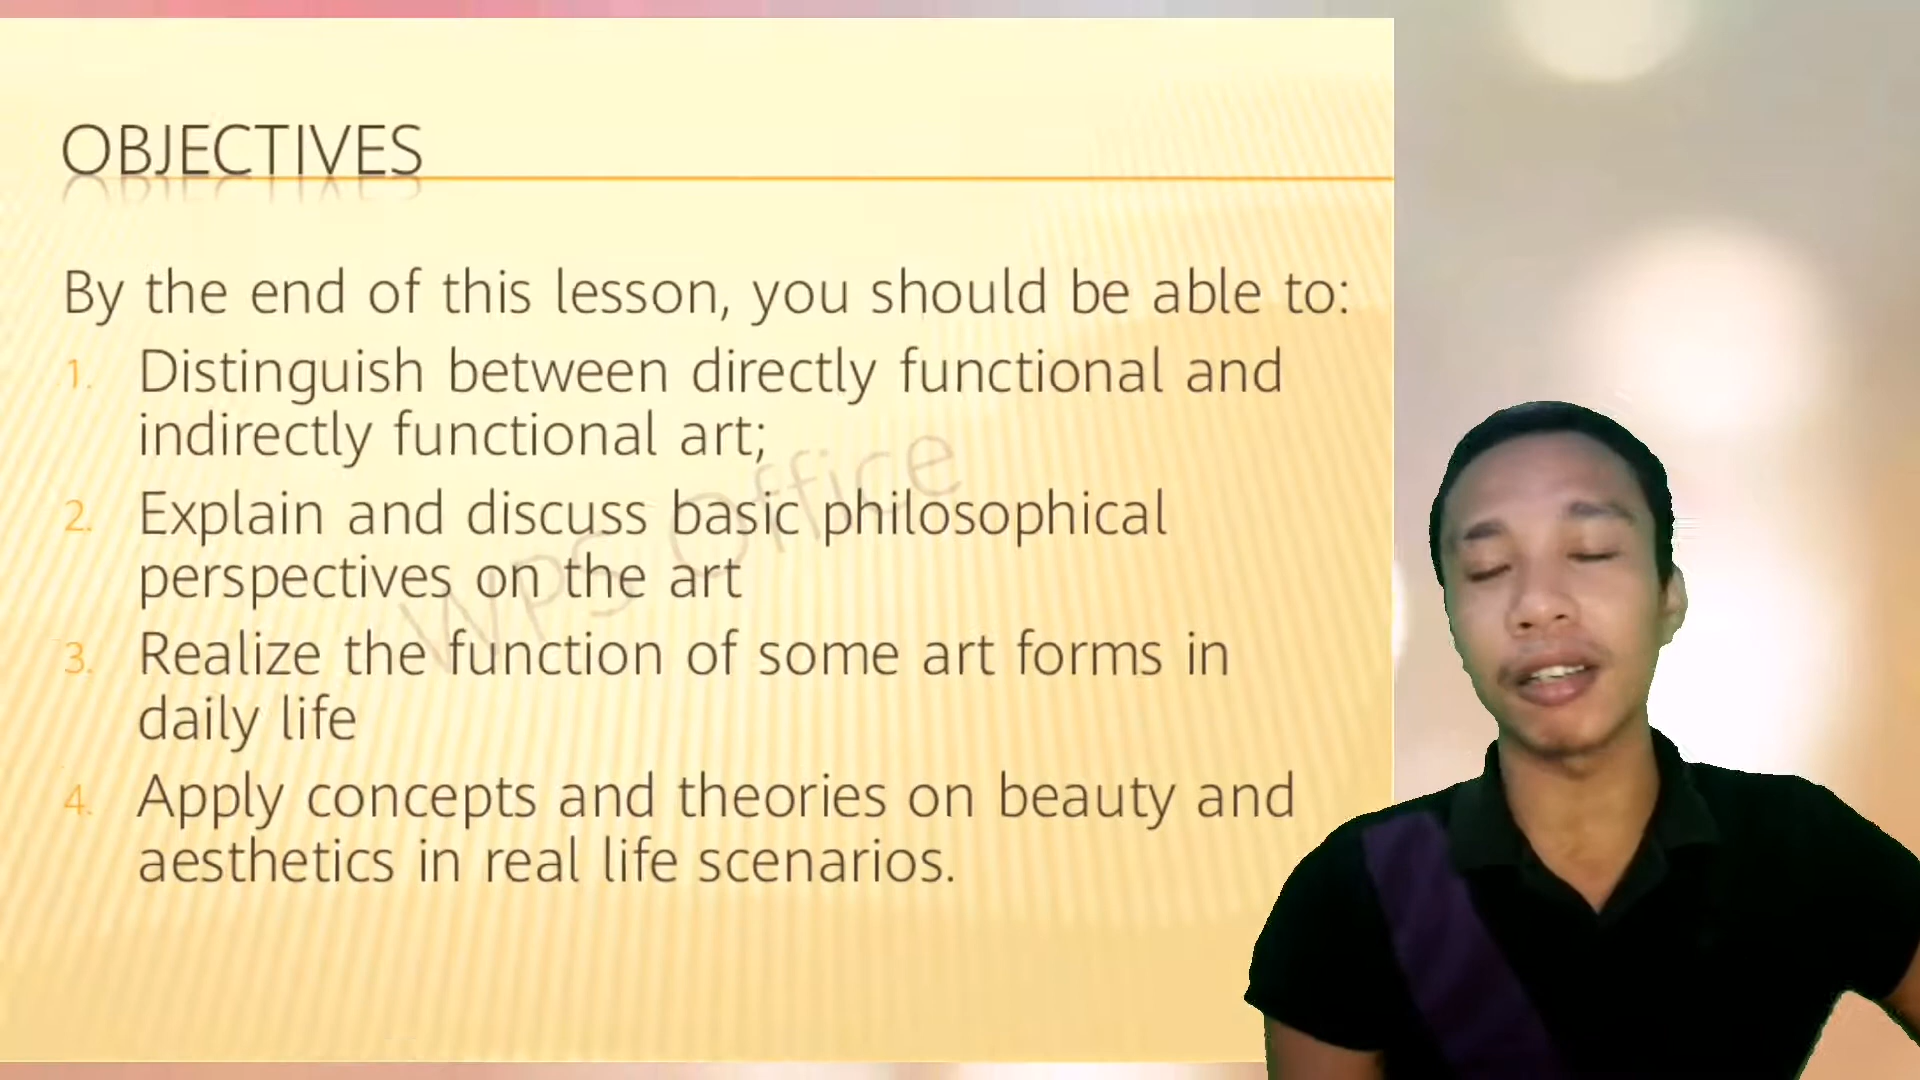 OBJECTIVES
By the end of this lesson, you should be able to:
1. Distinguish between directly functional and
indirectly functional art;
2. Explain and discuss basic philosophical
perspectives on the art
3. Realize the function of some art forms in
daily life
4. Apply concepts and theories on beauty and
aesthetics in real life scenarios.
WPS Office